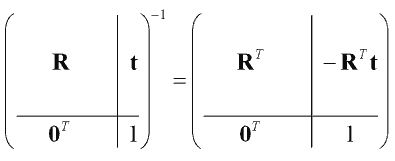 ( R t 0^T 1 )^{-1} = ( R^T -R^T t 0^T 1 )